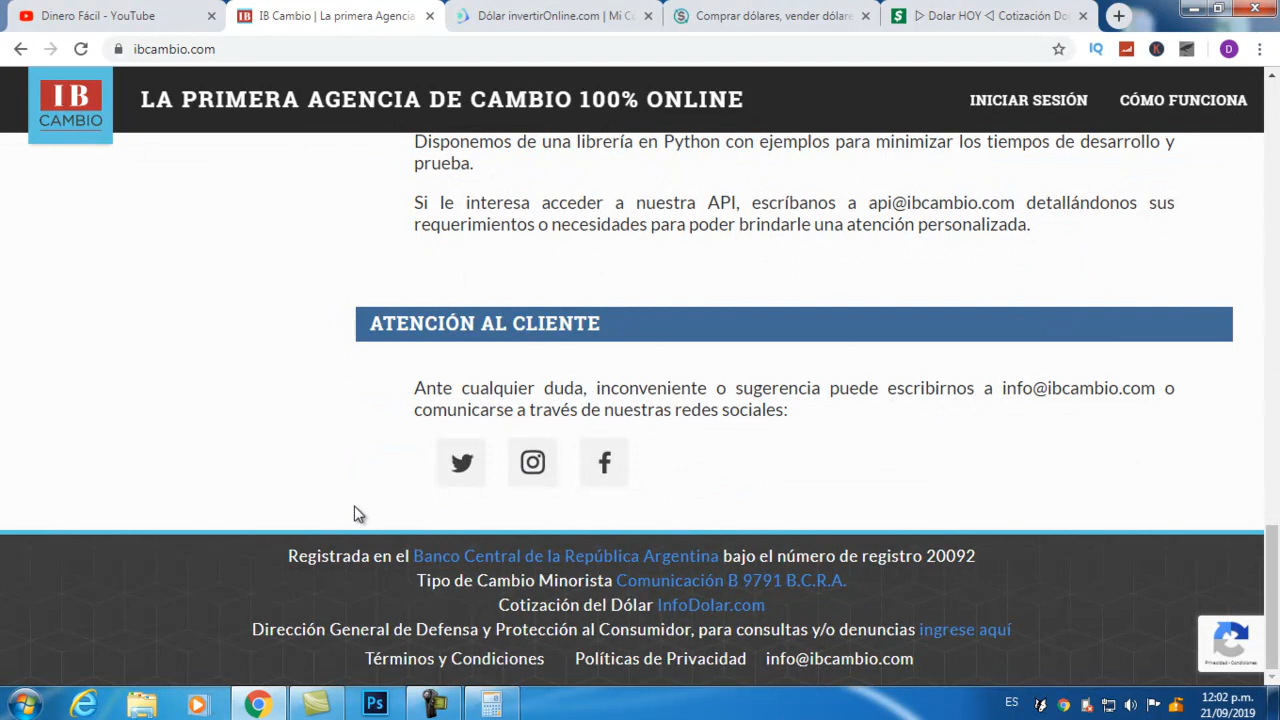 Dinero Fácil - YouTube
IB Cambio | La primera Agencia
Dólar invertirOnline.com | Mi C
Comprar dólares, vender dólare
Dolar HOY ᐊ Cotización Do
ibcambio.com
IQ
K
D
IB
CAMBIO
LA PRIMERA AGENCIA DE CAMBIO 100% ONLINE
INICIAR SESIÓN
CÓMO FUNCIONA
Disponemos de una librería en Python con ejemplos para minimizar los tiempos de desarrollo y
prueba.
Si le interesa acceder a nuestra API, escríbanos a api@ibcambio.com detallándonos sus
requerimientos o necesidades para poder brindarle una atención personalizada.
ATENCIÓN AL CLIENTE
Ante cualquier duda, inconveniente o sugerencia puede escribirnos a info@ibcambio.com o
comunicarse a través de nuestras redes sociales:
Registrada en el Banco Central de la República Argentina bajo el número de registro 20092
Tipo de Cambio Minorista Comunicación B 9791 B.C.R.A.
Cotización del Dólar InfoDolar.com
Dirección General de Defensa y Protección al Consumidor, para consultas y/o denuncias ingrese aquí
Términos y Condiciones Políticas de Privacidad info@ibcambio.com
Privacidad - Condiciones
Ps
ES
12:02 p.m.
21/09/2019